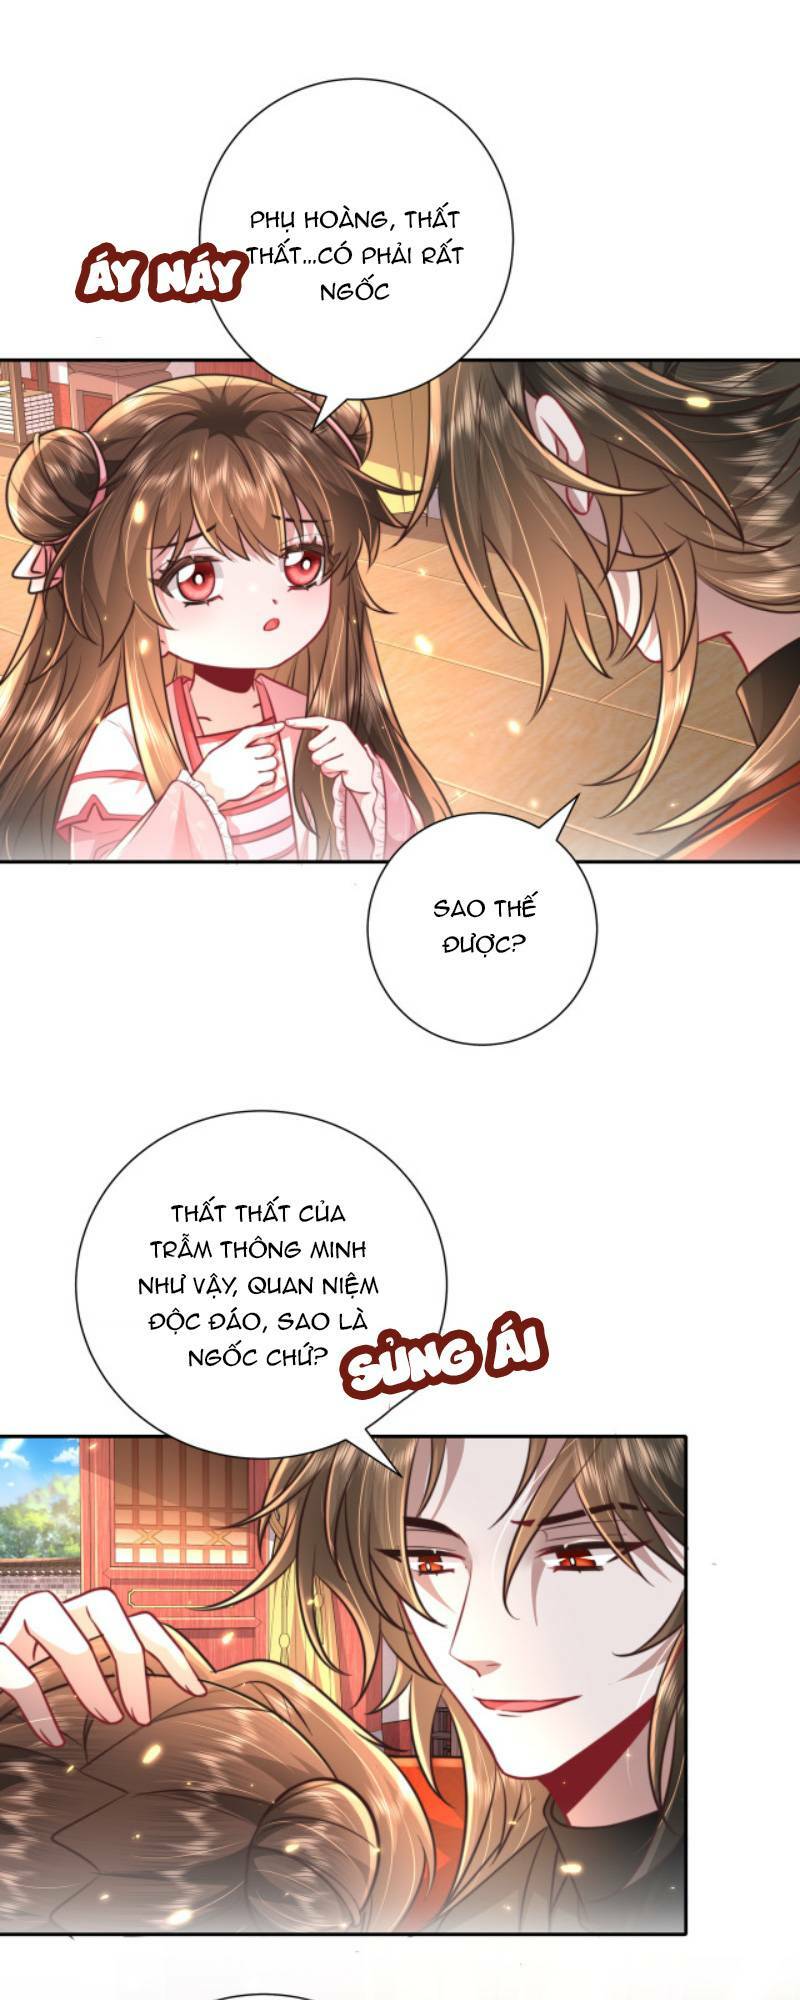 PHỤ HOÀNG, THẤT
THẤT...CÓ PHẢI RẤT
NGỐC
ÁY NÁY
SAO THẾ
ĐƯỢC?
THẤT THẤT CỦA
TRẪM THÔNG MINH
NHƯ VẬY, QUAN NIỆM
ĐỘC ĐÁO, SAO LÀ
NGỐC CHỨ?
SỦNG ÁI